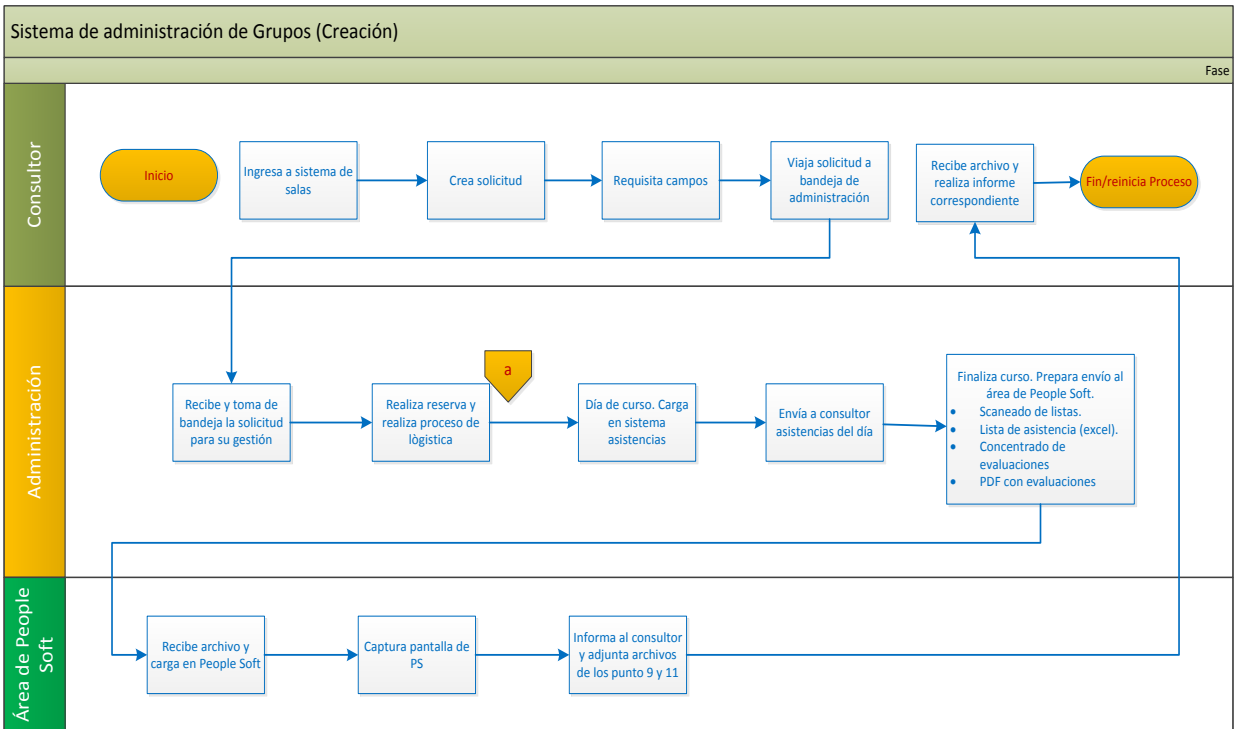 Sistema de administración de Grupos (Creación)
Fase
Consultor
Inicio
Ingresa a sistema de
salas
Crea solicitud
Requisita campos
Viaja solicitud a
bandeja de
administración
Recibe archivo y
realiza informe
correspondiente
Fin/reinicia Proceso
Administración
Recibe y toma de
bandeja la solicitud
para su gestión
Realiza reserva y
realiza proceso de
lògistica
a
Día de curso. Carga
en sistema
asistencias
Envía a consultor
asistencias del día
Finaliza curso. Prepara envío al
área de People Soft.
• Scaneado de listas.
• Lista de asistencia (excel).
• Concentrado de
evaluaciones
• PDF con evaluaciones
Área de People
Soft
Recibe archivo y
carga en People Soft
Captura pantalla de
PS
Informa al consultor
y adjunta archivos
de los punto 9 y 11